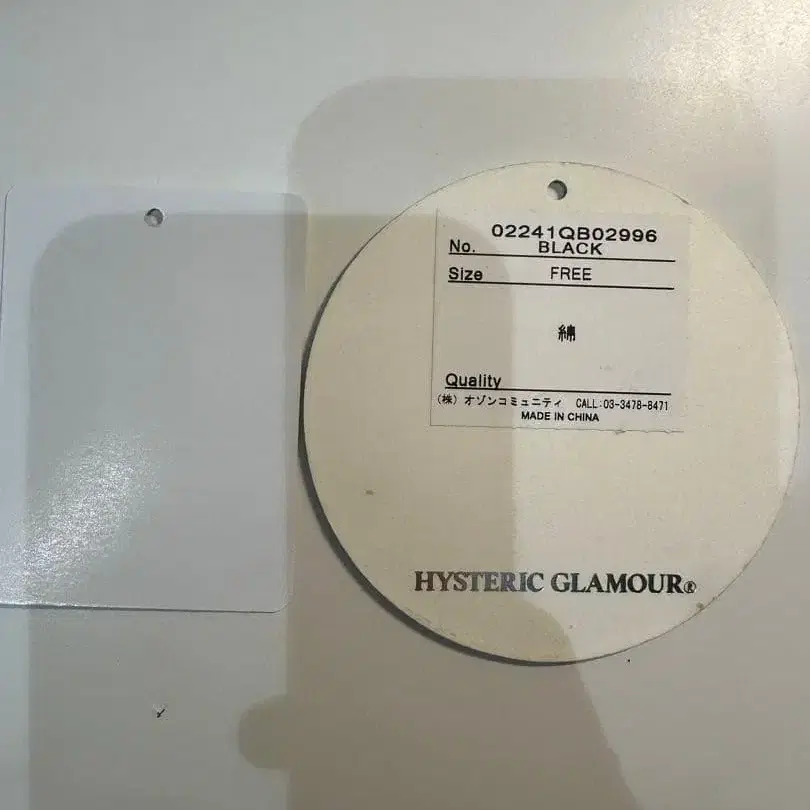 02241QB02996
No. BLACK
Size FREE
綿
Quality
(株) オゾンコミュニティ CALL:03-3478-8471
MADE IN CHINA
HYSTERIC GLAMOUR®